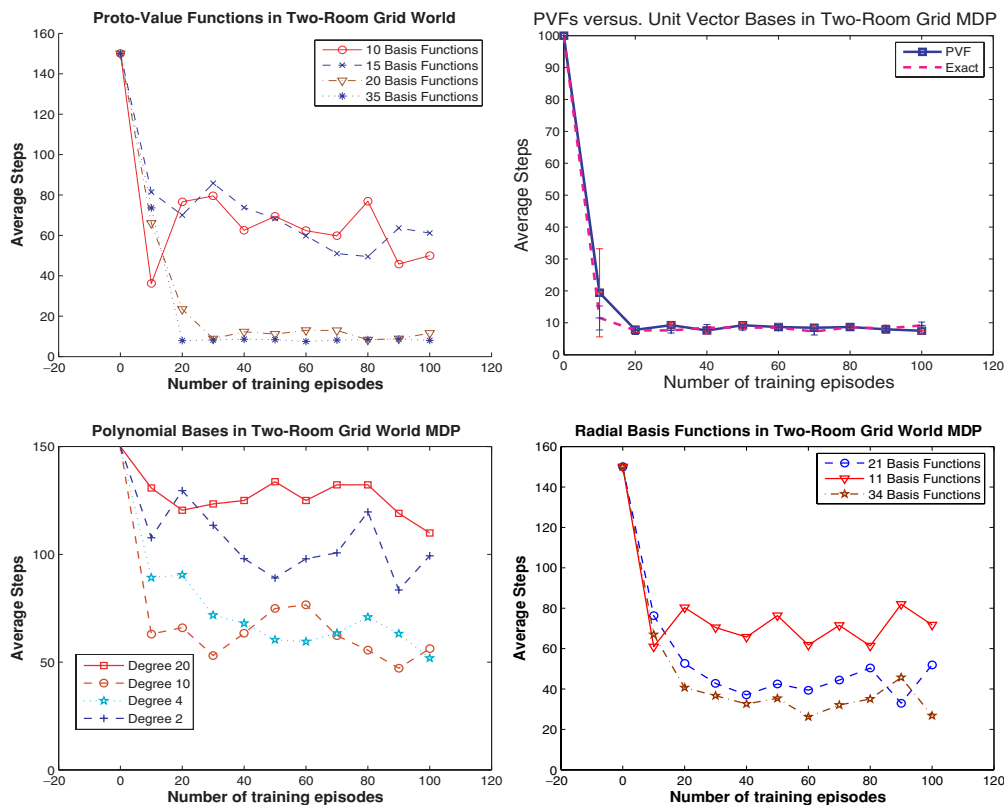 Proto-Value Functions in Two-Room Grid World
160
140
120
100
80
60
40
20
0
Average Steps
10 Basis Functions
15 Basis Functions
20 Basis Functions
35 Basis Functions
−20 0 20 40 60 80 100 120
Number of training episodes
PVFs versus. Unit Vector Bases in Two-Room Grid MDP
100
90
80
70
60
50
40
30
20
10
0
Average Steps
PVF
Exact
0 20 40 60 80 100 120
Number of training episodes
Polynomial Bases in Two-Room Grid World MDP
150
100
50
0
Average Steps
Degree 20
Degree 10
Degree 4
Degree 2
−20 0 20 40 60 80 100 120
Number of training episodes
Radial Basis Functions in Two-Room Grid World MDP
160
140
120
100
80
60
40
20
0
Average Steps
21 Basis Functions
11 Basis Functions
34 Basis Functions
−20 0 20 40 60 80 100 120
Number of training episodes